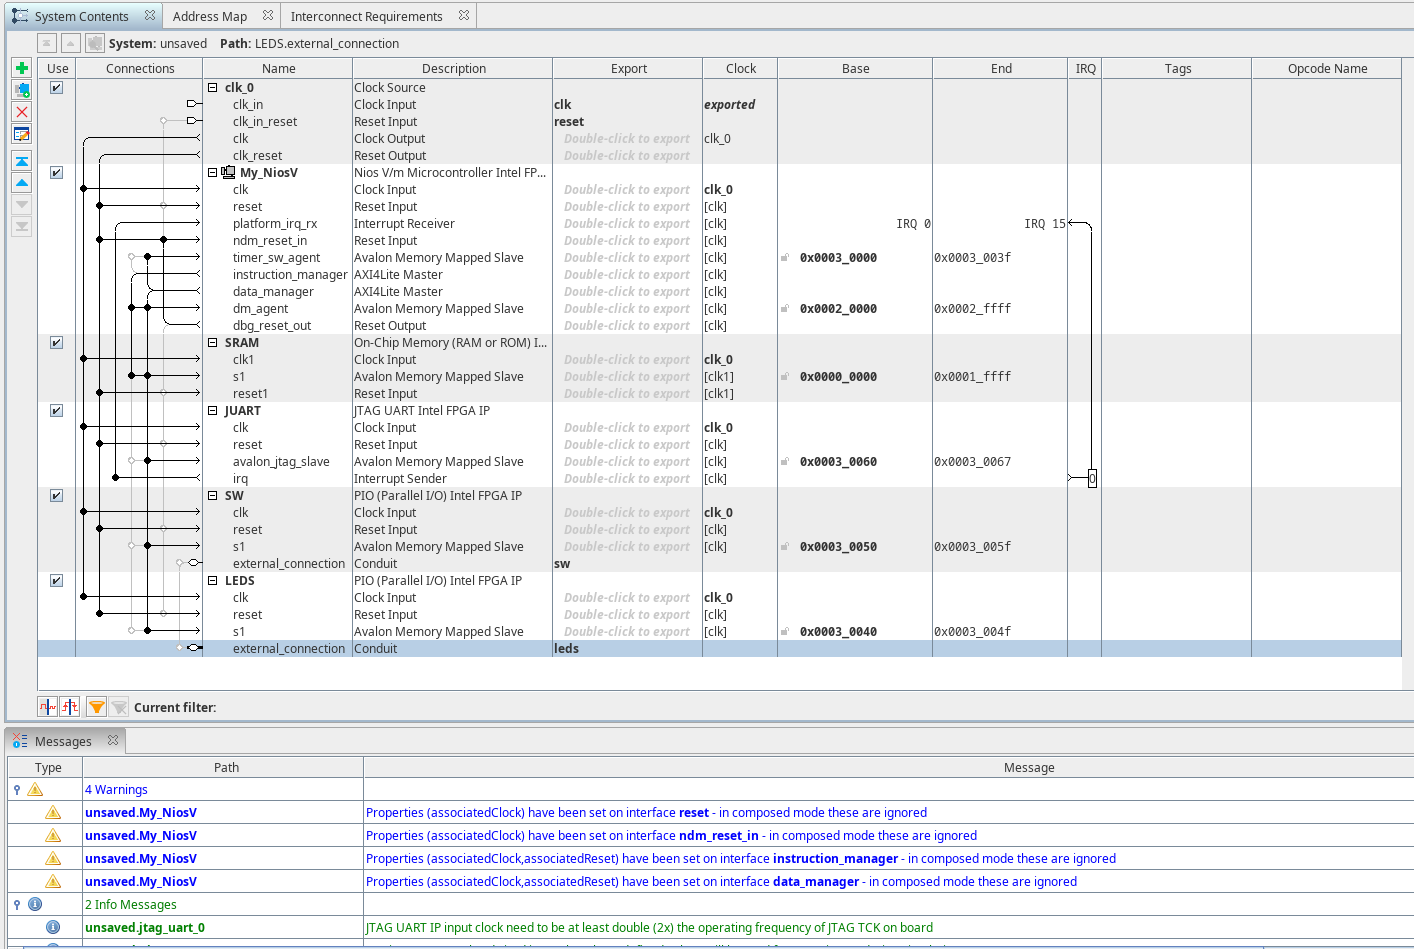 System Contents Address Map Interconnect Requirements
System: unsaved Path: LEDS.external_connection
Use Connections Name Description Export Clock Base End IRQ Tags Opcode Name
clk_0 Clock Source
clk_in Clock Input clk exported
clk_in_reset Reset Input reset
clk Clock Output Double-click to export clk_0
clk_reset Reset Output Double-click to export
My_NiosV Nios V/m Microcontroller Intel FP...
clk Clock Input Double-click to export clk_0
reset Reset Input Double-click to export [clk]
platform_irq_rx Interrupt Receiver Double-click to export [clk] IRQ 0 IRQ 15
ndm_reset_in Reset Input Double-click to export [clk]
timer_sw_agent Avalon Memory Mapped Slave Double-click to export [clk] 0x0003_0000 0x0003_003f
instruction_manager AXI4Lite Master Double-click to export [clk]
data_manager AXI4Lite Master Double-click to export [clk]
dm_agent Avalon Memory Mapped Slave Double-click to export [clk] 0x0002_0000 0x0002_ffff
dbg_reset_out Reset Output Double-click to export [clk]
SRAM On-Chip Memory (RAM or ROM) I...
clk1 Clock Input Double-click to export clk_0
s1 Avalon Memory Mapped Slave Double-click to export [clk1] 0x0000_0000 0x0001_ffff
reset1 Reset Input Double-click to export [clk1]
JUART JTAG UART Intel FPGA IP
clk Clock Input Double-click to export clk_0
reset Reset Input Double-click to export [clk]
avalon_jtag_slave Avalon Memory Mapped Slave Double-click to export [clk] 0x0003_0060 0x0003_0067
irq Interrupt Sender Double-click to export [clk] 0
SW PIO (Parallel I/O) Intel FPGA IP
clk Clock Input Double-click to export clk_0
reset Reset Input Double-click to export [clk]
s1 Avalon Memory Mapped Slave Double-click to export [clk] 0x0003_0050 0x0003_005f
external_connection Conduit sw
LEDS PIO (Parallel I/O) Intel FPGA IP
clk Clock Input Double-click to export clk_0
reset Reset Input Double-click to export [clk]
s1 Avalon Memory Mapped Slave Double-click to export [clk] 0x0003_0040 0x0003_004f
external_connection Conduit leds
Current filter:
Messages
Type Path Message
4 Warnings
unsaved.My_NiosV Properties (associatedClock) have been set on interface reset - in composed mode these are ignored
unsaved.My_NiosV Properties (associatedClock) have been set on interface ndm_reset_in - in composed mode these are ignored
unsaved.My_NiosV Properties (associatedClock,associatedReset) have been set on interface instruction_manager - in composed mode these are ignored
unsaved.My_NiosV Properties (associatedClock,associatedReset) have been set on interface data_manager - in composed mode these are ignored
2 Info Messages
unsaved.jtag_uart_0 JTAG UART IP input clock need to be at least double (2x) the operating frequency of JTAG TCK on board